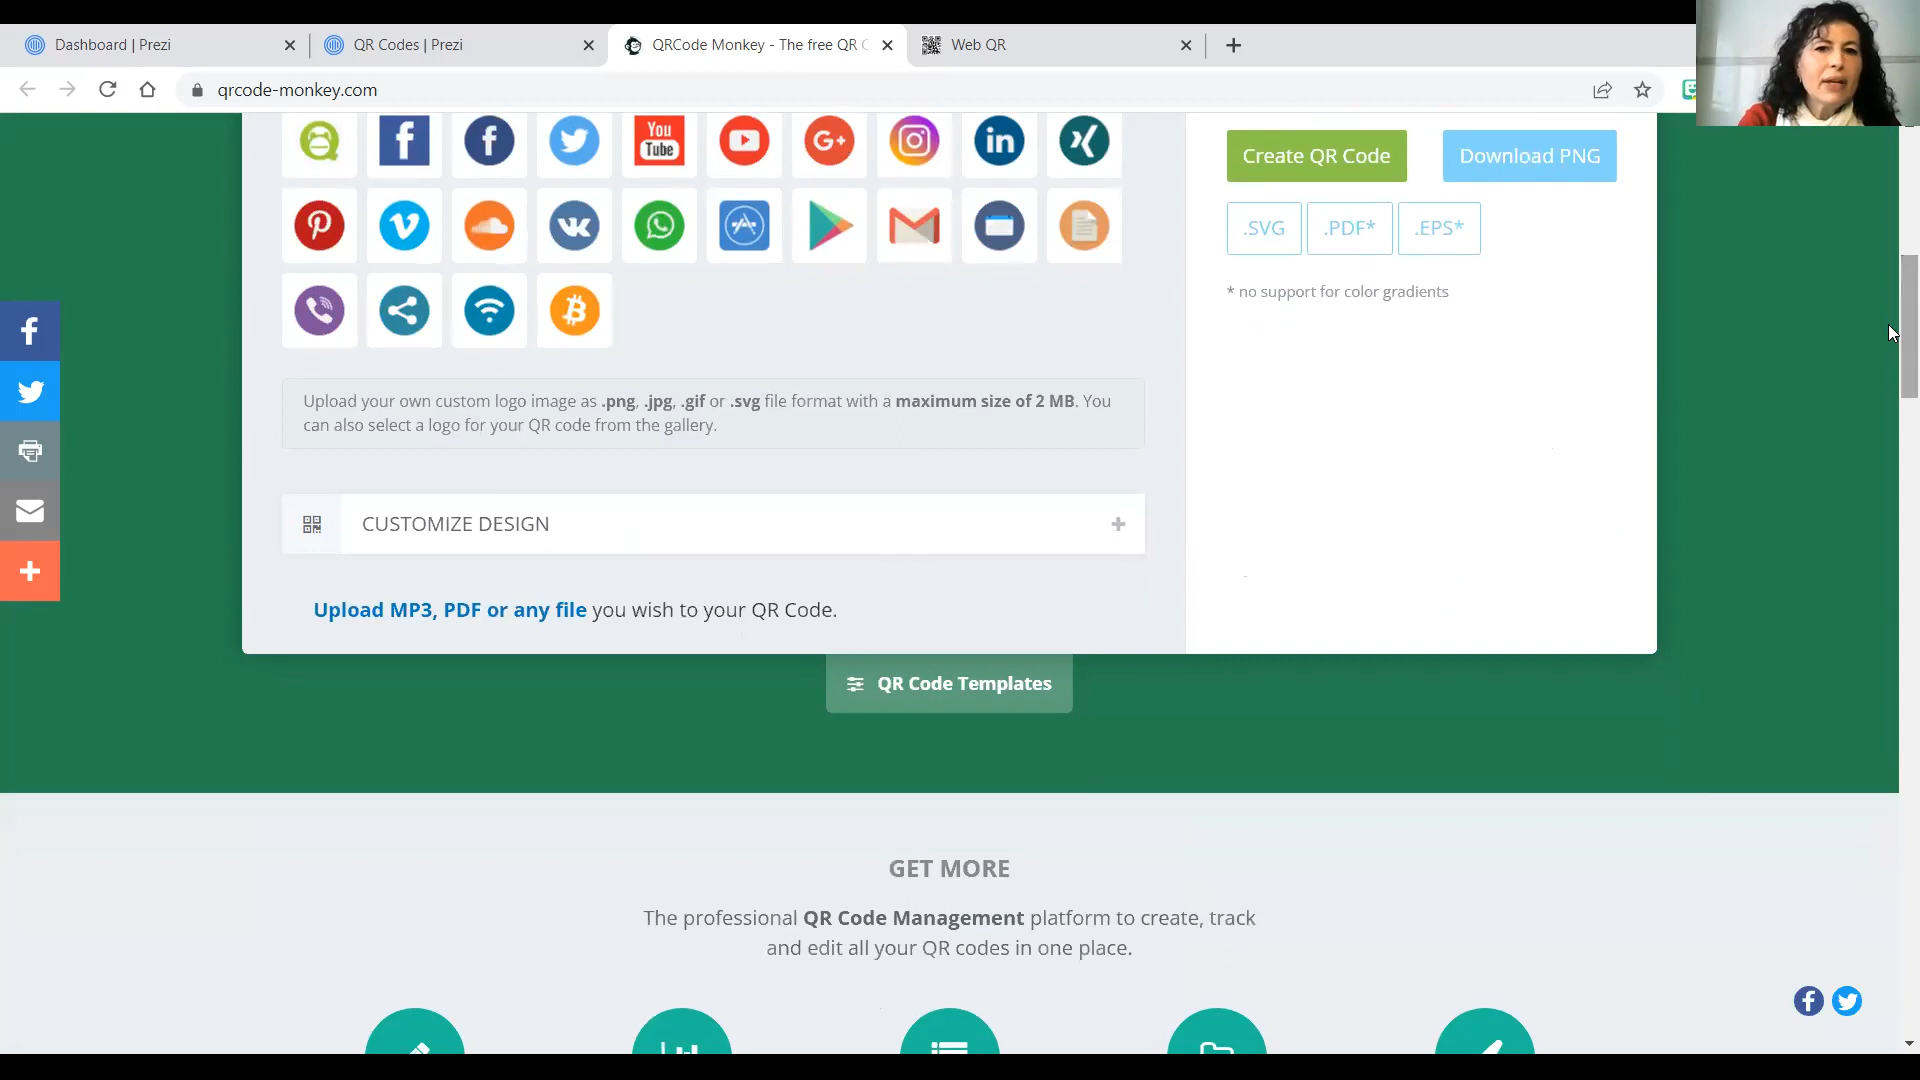 Dashboard | Prezi
QR Codes | Prezi
QRCode Monkey - The free QR C
Web QR
qrcode-monkey.com
You
Tube
G+
Create QR Code
Download PNG
.SVG
.PDF*
.EPS*
* no support for color gradients
Upload your own custom logo image as .png, .jpg, .gif or .svg file format with a maximum size of 2 MB. You
can also select a logo for your QR code from the gallery.
CUSTOMIZE DESIGN
Upload MP3, PDF or any file you wish to your QR Code.
QR Code Templates
GET MORE
The professional QR Code Management platform to create, track
and edit all your QR codes in one place.